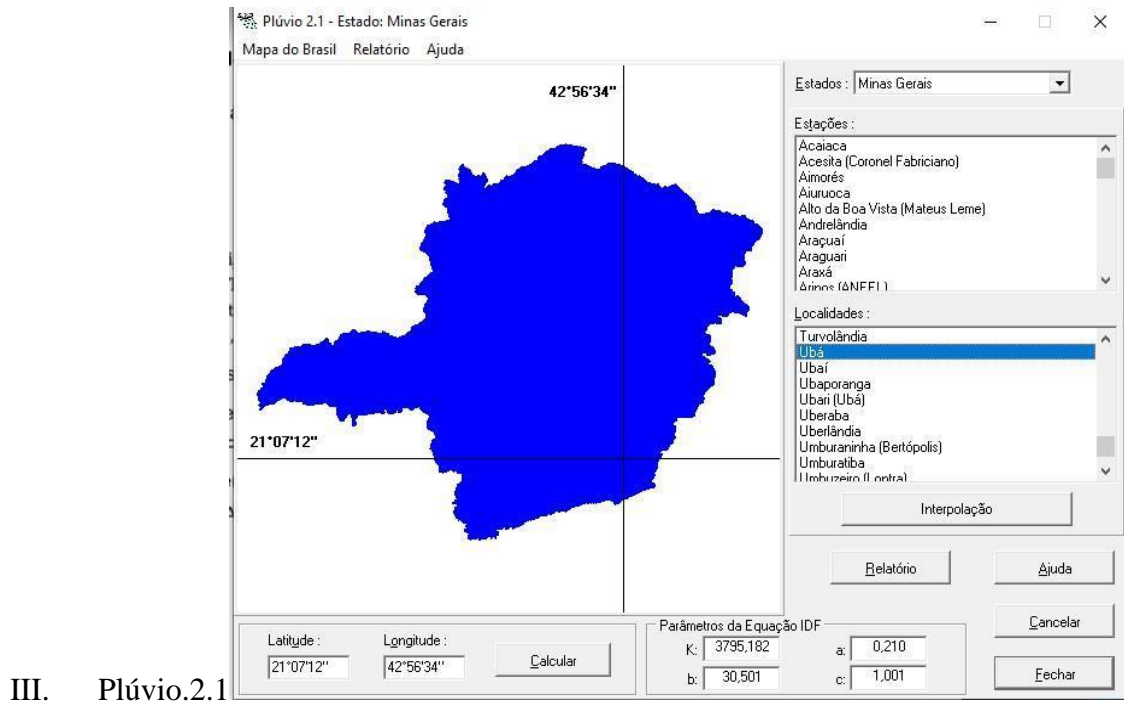 Plúvio 2.1 - Estado: Minas Gerais
Mapa do Brasil Relatório Ajuda
42°56'34"
21°07'12"
Estados : Minas Gerais
Estações :
Acaiaca
Acesita (Coronel Fabriciano)
Aimorés
Aiuruoca
Alto da Boa Vista (Mateus Leme)
Andrelândia
Araçuaí
Araguari
Araxá
Arinos (ANEEL)
Localidades :
Turvolândia
Ubá
Ubaí
Ubaporanga
Ubari (Ubá)
Uberaba
Uberlândia
Umburaninha (Bertópolis)
Umburatiba
Umbuzeiro (Lontra)
Interpolação
Relatório Ajuda
Cancelar
Fechar
Latitude : Longitude :
21°07'12" 42°56'34" Calcular
Parâmetros da Equação IDF
K: 3795,182 a: 0,210
b: 30,501 c: 1,001
III. Plúvio.2.1